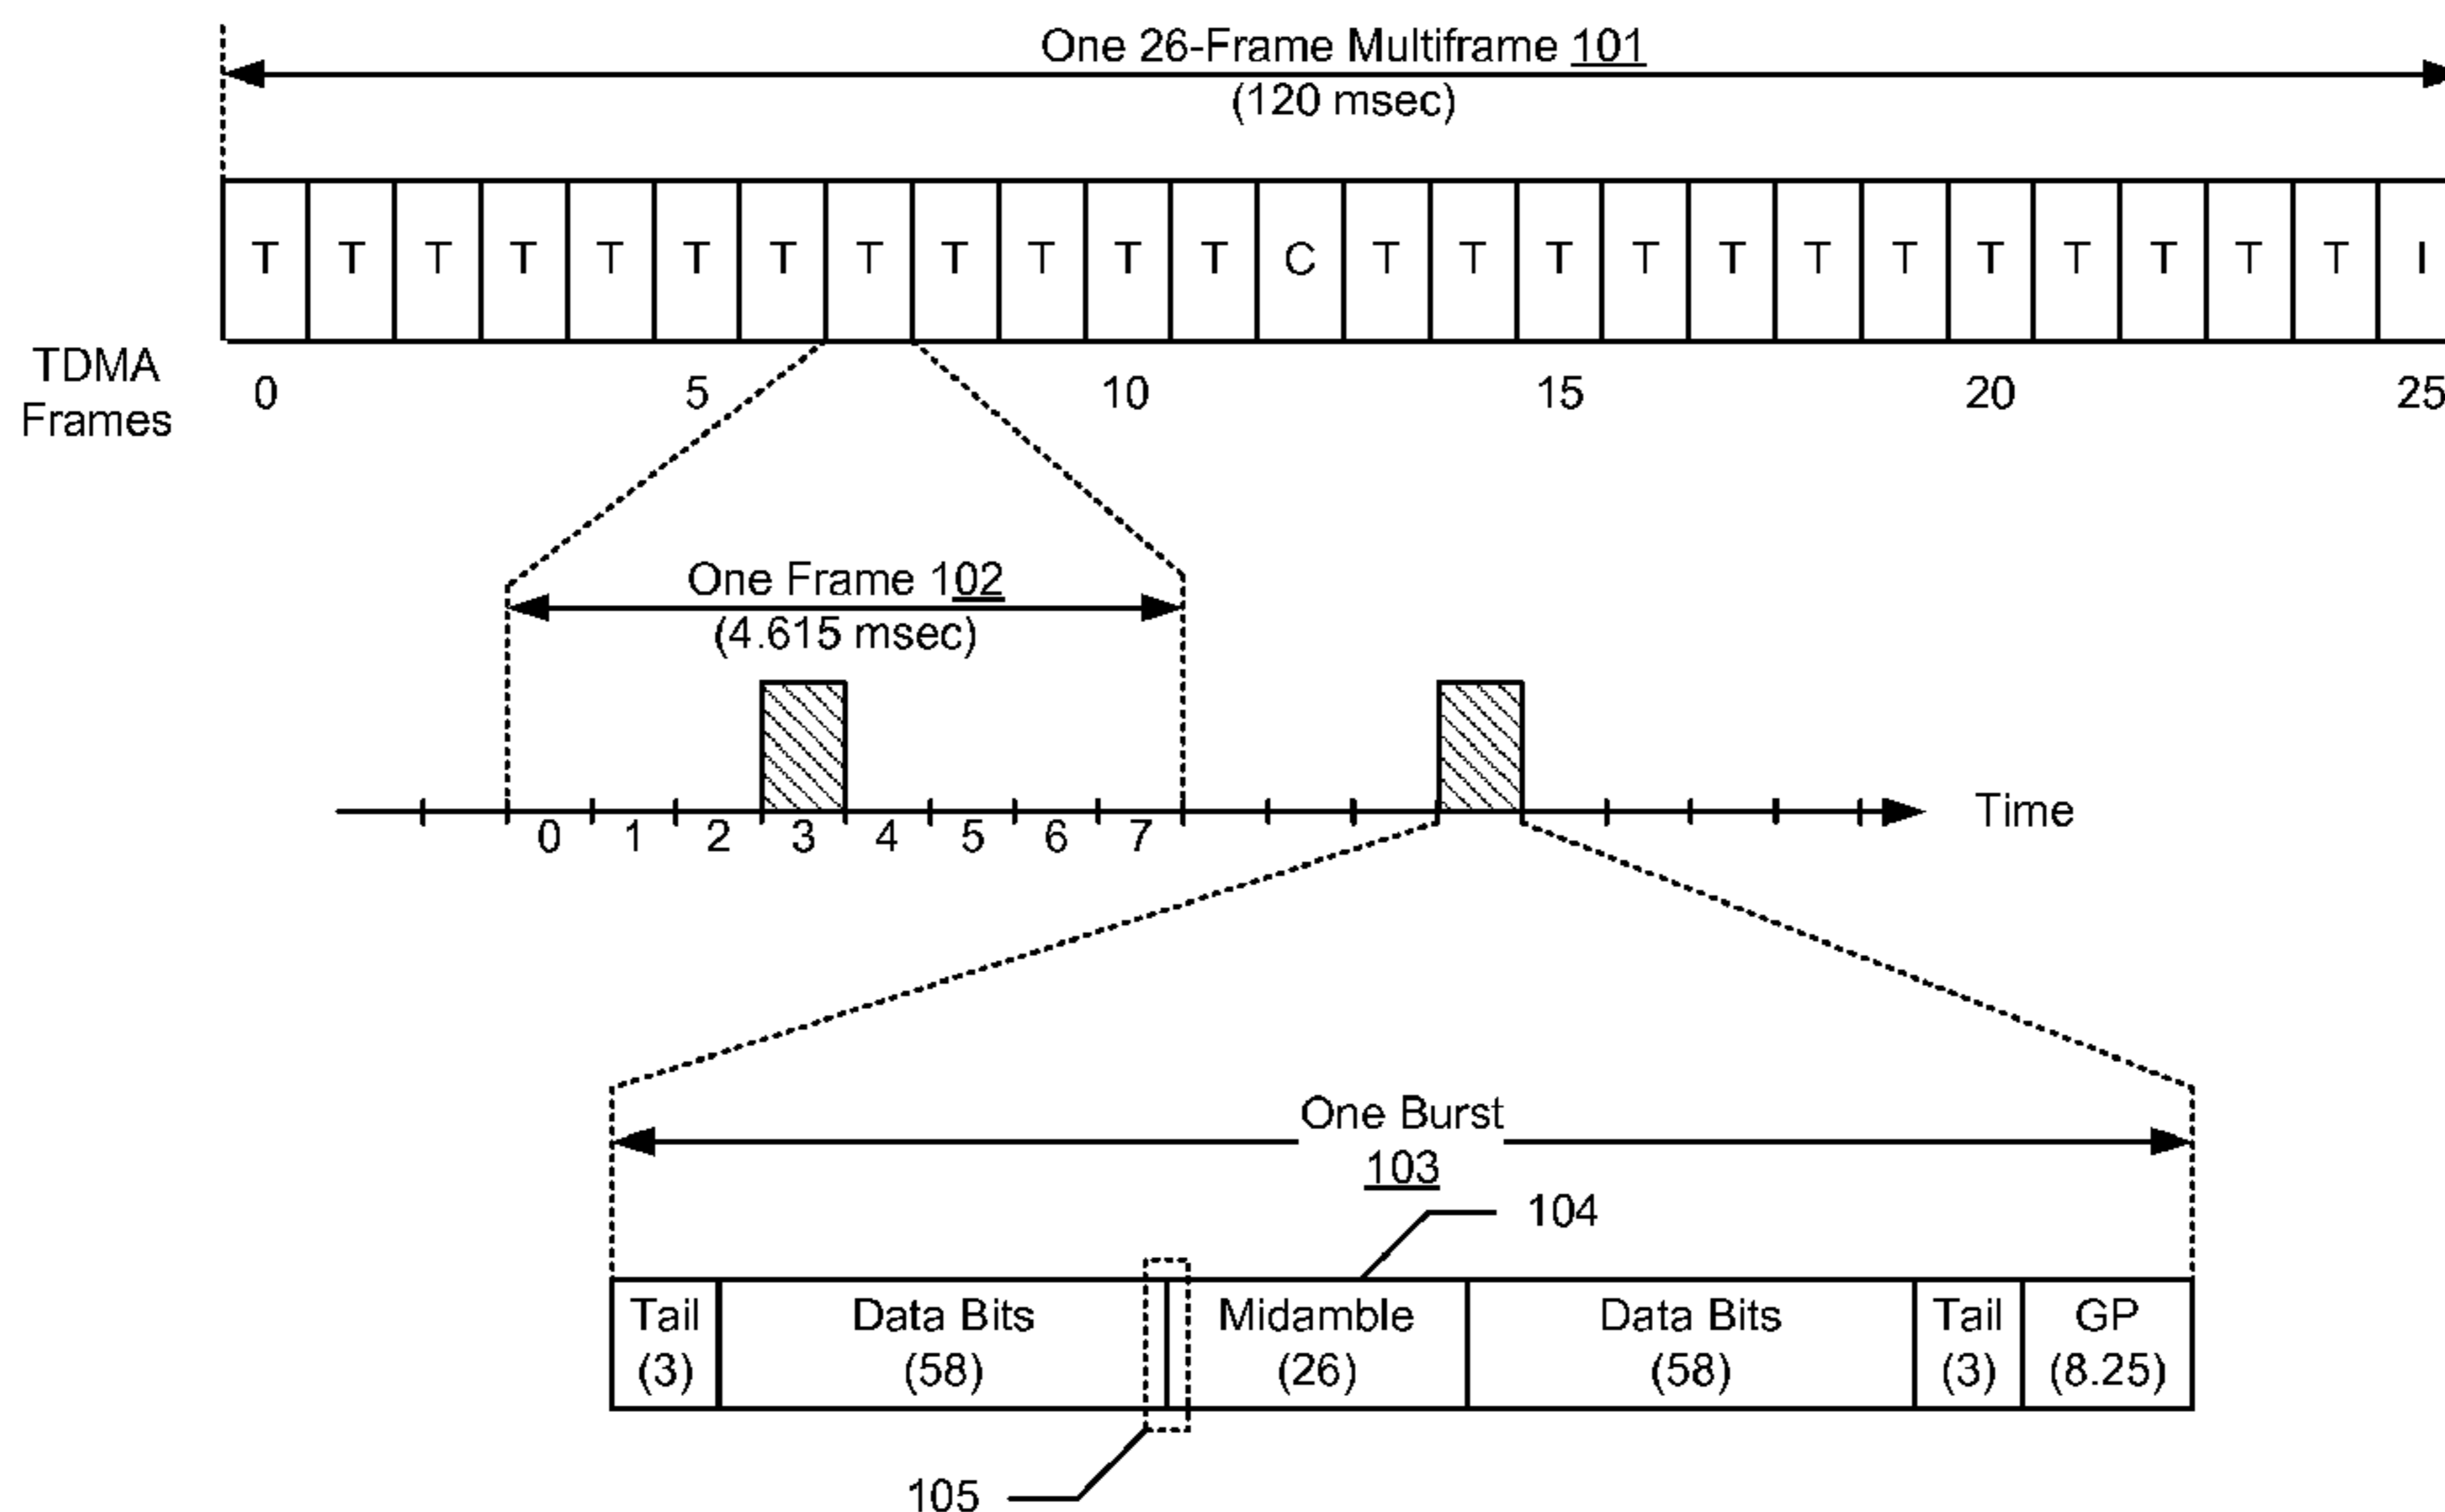 One 26-Frame Multiframe 101
(120 msec)
T T T T T T T T T T T T C T T T T T T T T T T T T I
TDMA
Frames
0 5 10 15 20 25
One Frame 102
(4.615 msec)
0 1 2 3 4 5 6 7
Time
One Burst
103
104
Tail Data Bits Midamble Data Bits Tail GP
(3) (58) (26) (58) (3) (8.25)
105